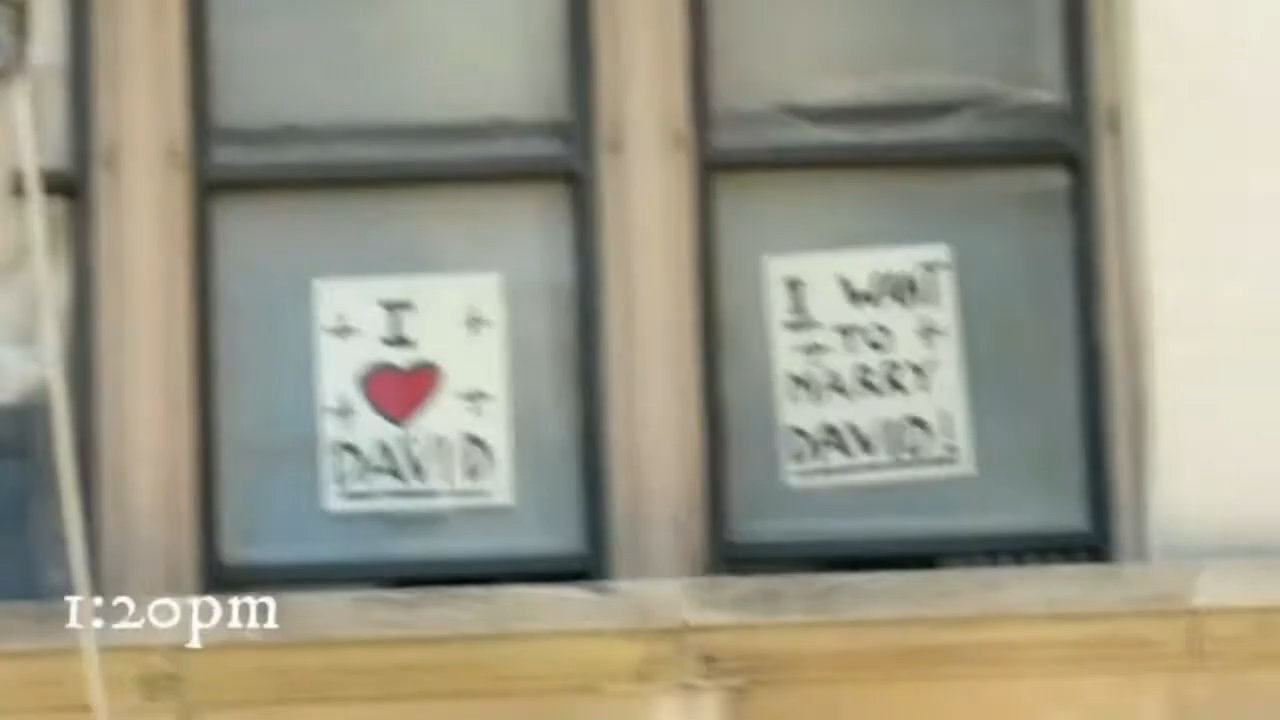 I
DAVID
I WANT
TO
MARRY
DAVID!
1:20pm